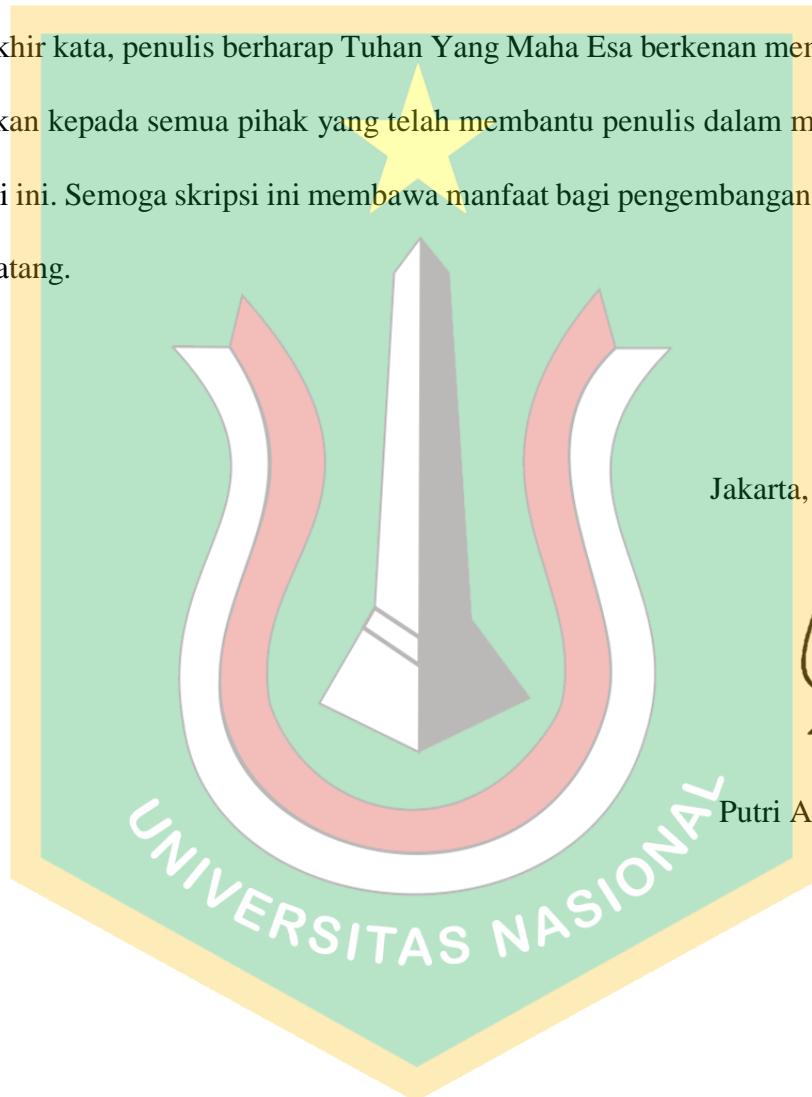 khir kata, penulis berharap Tuhan Yang Maha Esa berkenan mem
kan kepada semua pihak yang telah membantu penulis dalam m
i ini. Semoga skripsi ini membawa manfaat bagi pengembangan
atang.
Jakarta,
Putri A
UNIVERSITAS NASIONAL